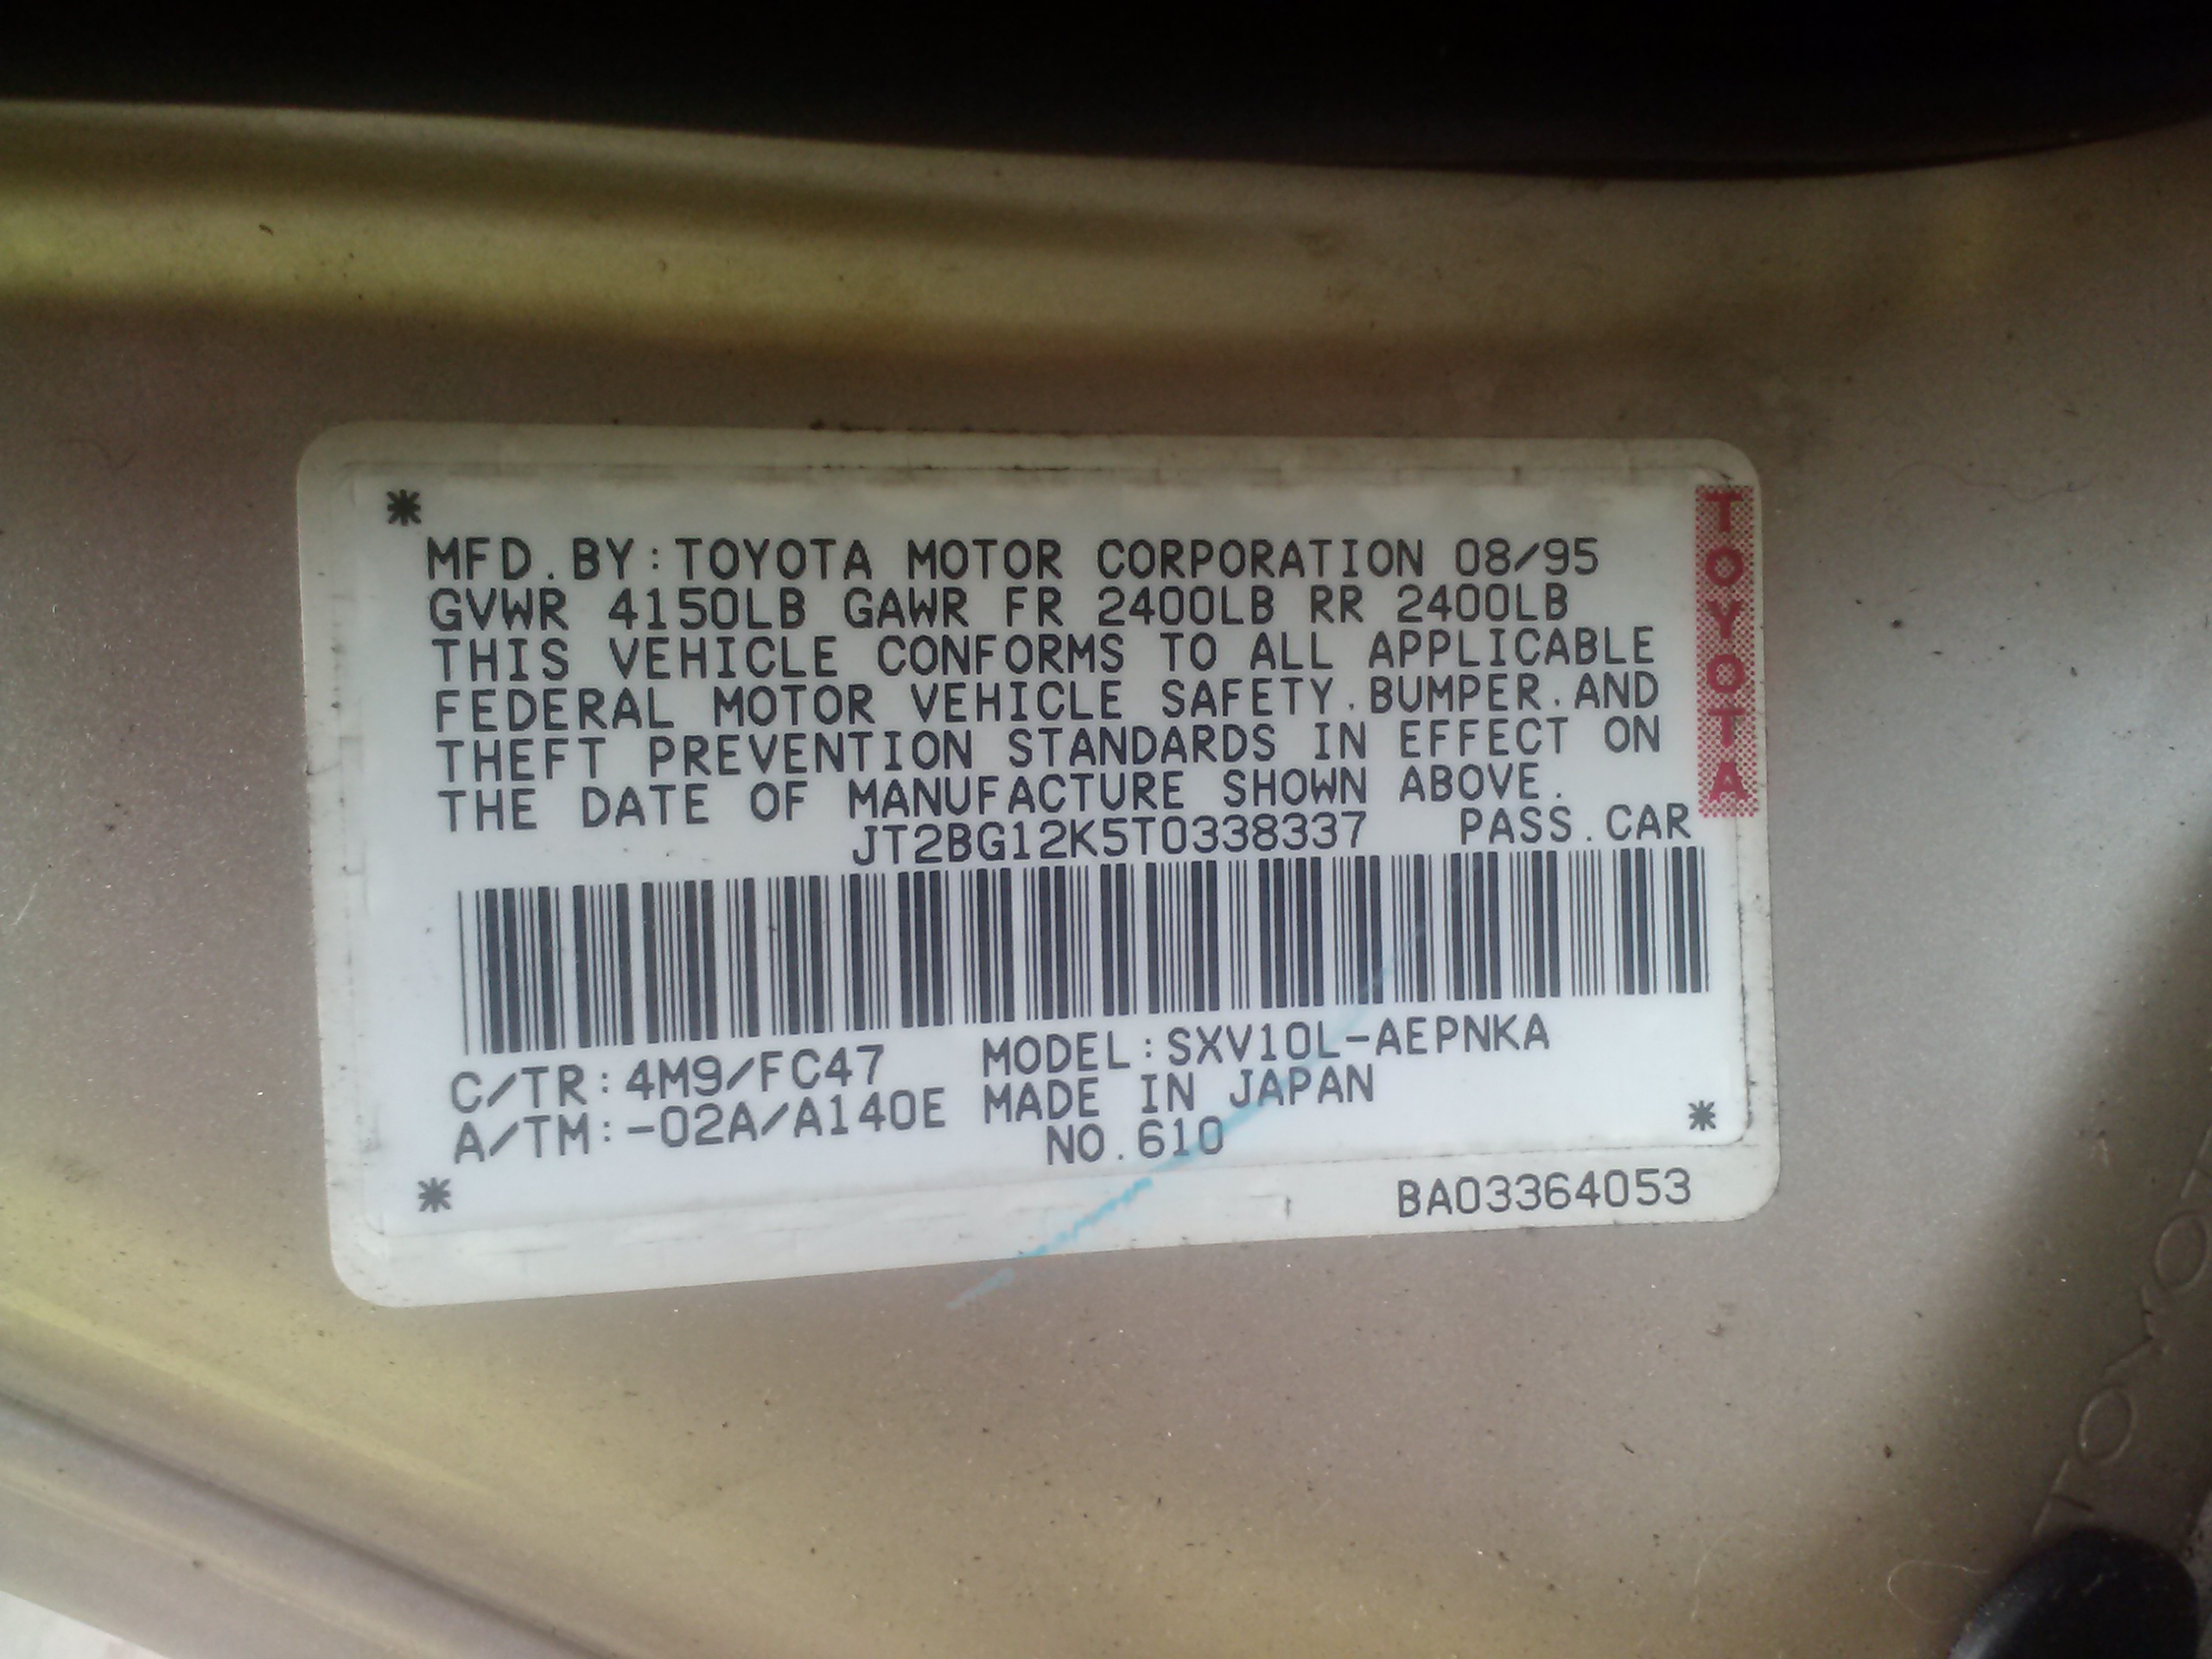 *
MFD.BY:TOYOTA MOTOR CORPORATION 08/95
GVWR 4150LB GAWR FR 2400LB RR 2400LB
THIS VEHICLE CONFORMS TO ALL APPLICABLE
FEDERAL MOTOR VEHICLE SAFETY.BUMPER.AND
THEFT PREVENTION STANDARDS IN EFFECT ON
THE DATE OF MANUFACTURE SHOWN ABOVE.
JT2BG12K5T0338337 PASS.CAR
C/TR:4M9/FC47 MODEL:SXV10L-AEPNKA
A/TM:-02A/A140E MADE IN JAPAN
NO.610
*
*
BA03364053
TOYOTA
TOYOT